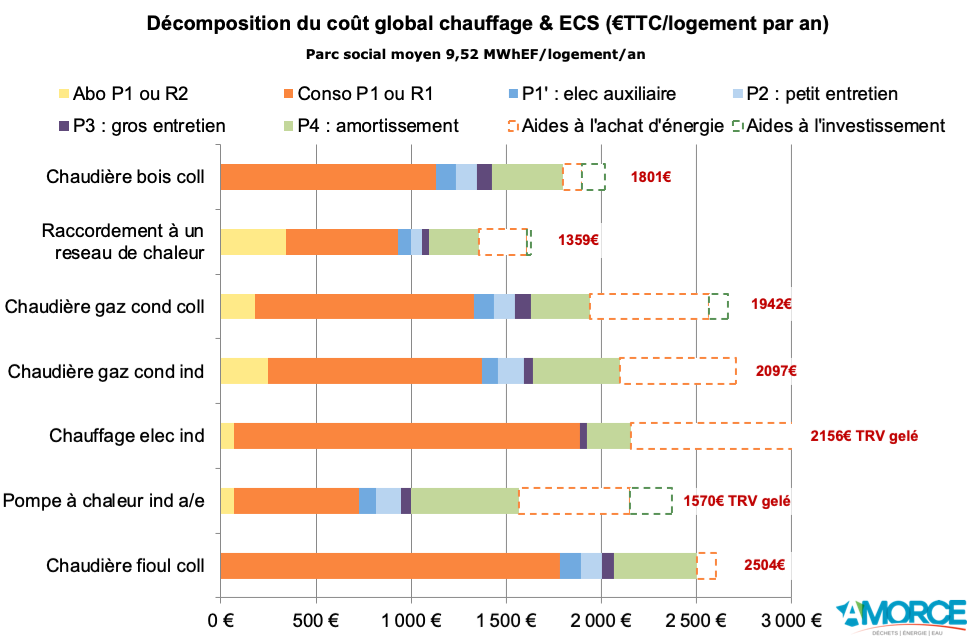 Décomposition du coût global chauffage & ECS (€TTC/logement par an)
Parc social moyen 9,52 MWhEF/logement/an
Abo P1 ou R2
Conso P1 ou R1
P1' : elec auxiliaire
P2 : petit entretien
P3 : gros entretien
P4 : amortissement
Aides à l'achat d'énergie
Aides à l'investissement
Chaudière bois coll
1801€
Raccordement à un
reseau de chaleur
1359€
Chaudière gaz cond coll
1942€
Chaudière gaz cond ind
2097€
Chauffage elec ind
2156€ TRV gelé
Pompe à chaleur ind a/e
1570€ TRV gelé
Chaudière fioul coll
2504€
0 € 500 € 1 000 € 1 500 € 2 000 € 2 500 € 3 000 €
AMORCE
DÉCHETS | ÉNERGIE | EAU